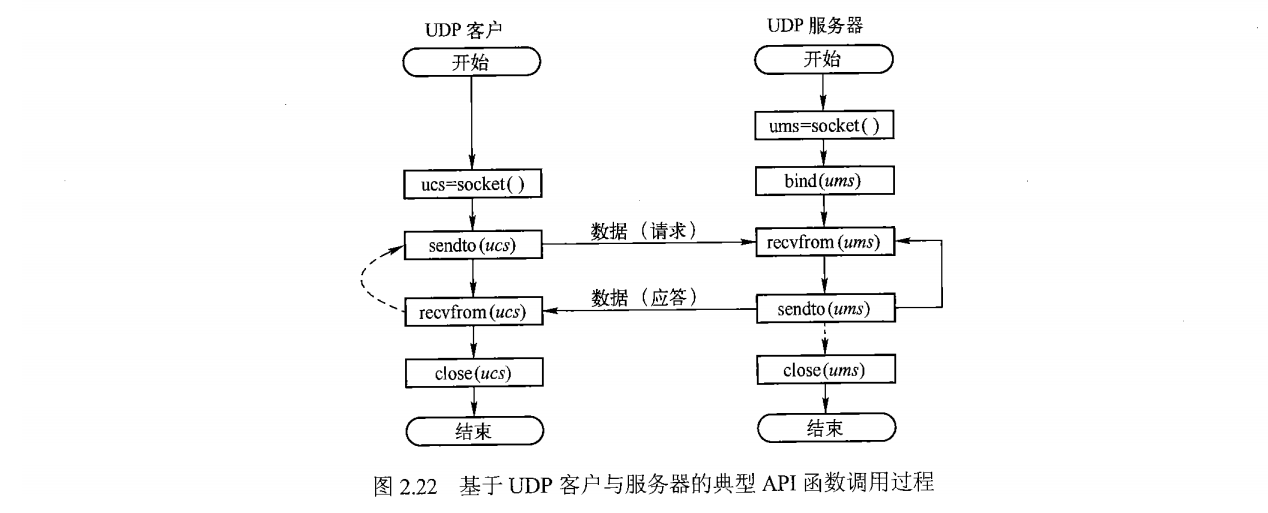 UDP 客户
UDP 服务器
开始
开始
ums=socket( )
ucs=socket( )
bind(ums)
sendto(ucs)
数据（请求）
recvfrom(ums)
recvfrom(ucs)
数据（应答）
sendto(ums)
close(ucs)
close(ums)
结束
结束
图 2.22 基于 UDP 客户与服务器的典型 API 函数调用过程